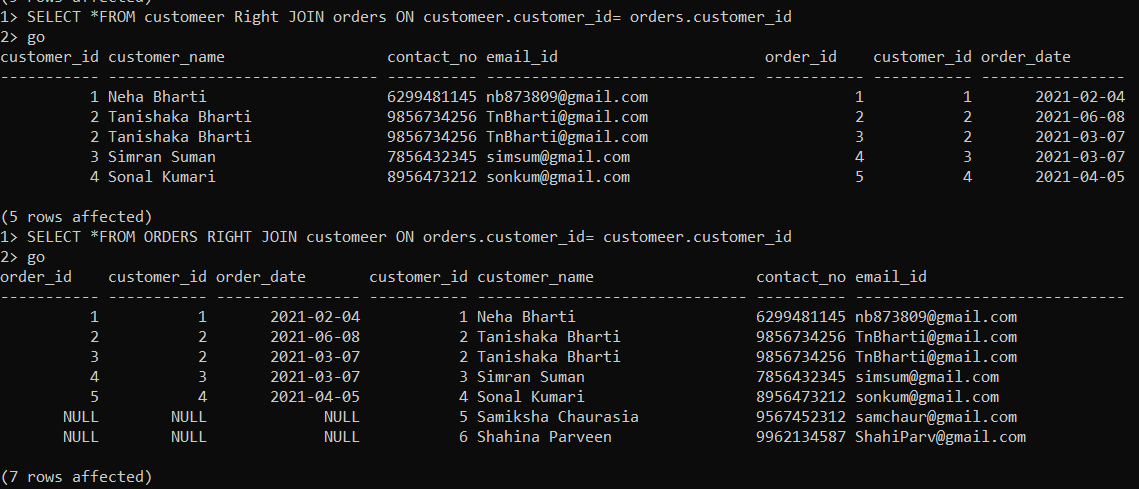 1> SELECT *FROM customeer Right JOIN orders ON customeer.customer_id= orders.customer_id
2> go
customer_id customer_name                  contact_no email_id                       order_id    customer_id order_date
----------- ------------------------------ ---------- ------------------------------ ----------- ----------- ----------------
          1 Neha Bharti                    6299481145 nb873809@gmail.com                       1           1       2021-02-04
          2 Tanishaka Bharti               9856734256 TnBharti@gmail.com                       2           2       2021-06-08
          2 Tanishaka Bharti               9856734256 TnBharti@gmail.com                       3           2       2021-03-07
          3 Simran Suman                   7856432345 simsum@gmail.com                         4           3       2021-03-07
          4 Sonal Kumari                   8956473212 sonkum@gmail.com                         5           4       2021-04-05
(5 rows affected)
1> SELECT *FROM ORDERS RIGHT JOIN customeer ON orders.customer_id= customeer.customer_id
2> go
order_id    customer_id order_date       customer_id customer_name                  contact_no email_id
----------- ----------- ---------------- ----------- ------------------------------ ---------- ------------------------------
          1           1       2021-02-04           1 Neha Bharti                    6299481145 nb873809@gmail.com
          2           2       2021-06-08           2 Tanishaka Bharti               9856734256 TnBharti@gmail.com
          3           2       2021-03-07           2 Tanishaka Bharti               9856734256 TnBharti@gmail.com
          4           3       2021-03-07           3 Simran Suman                   7856432345 simsum@gmail.com
          5           4       2021-04-05           4 Sonal Kumari                   8956473212 sonkum@gmail.com
       NULL        NULL             NULL           5 Samiksha Chaurasia             9567452312 samchaur@gmail.com
       NULL        NULL             NULL           6 Shahina Parveen                9962134587 ShahiParv@gmail.com
(7 rows affected)